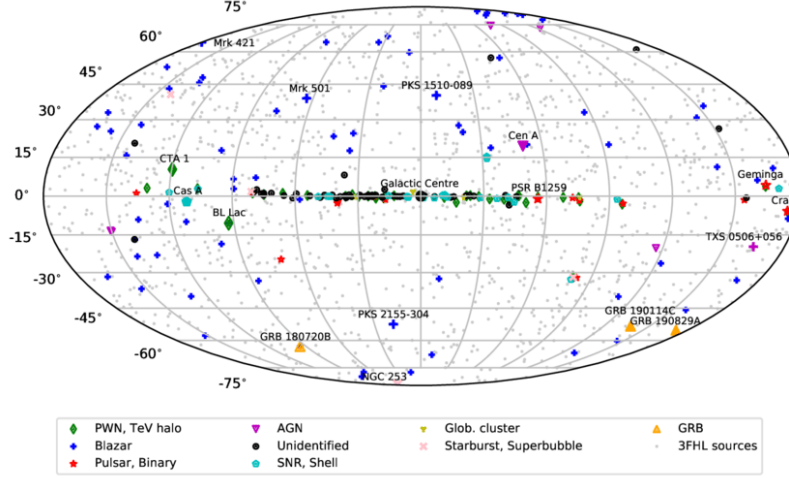 75°
60°
Mrk 421
45°
Mrk 501
PKS 1510-089
30°
Cen A
15°
CTA 1
Galactic Centre
Geminga
Cas A
PSR B1259
0°
Cra
BL Lac
-15°
TXS 0506+056
-30°
GRB 190114C
-45°
PKS 2155-304
GRB 190829A
GRB 180720B
-60°
NGC 253
-75°
PWN, TeV halo
AGN
Glob. cluster
GRB
Blazar
Unidentified
Starburst, Superbubble
3FHL sources
Pulsar, Binary
SNR, Shell